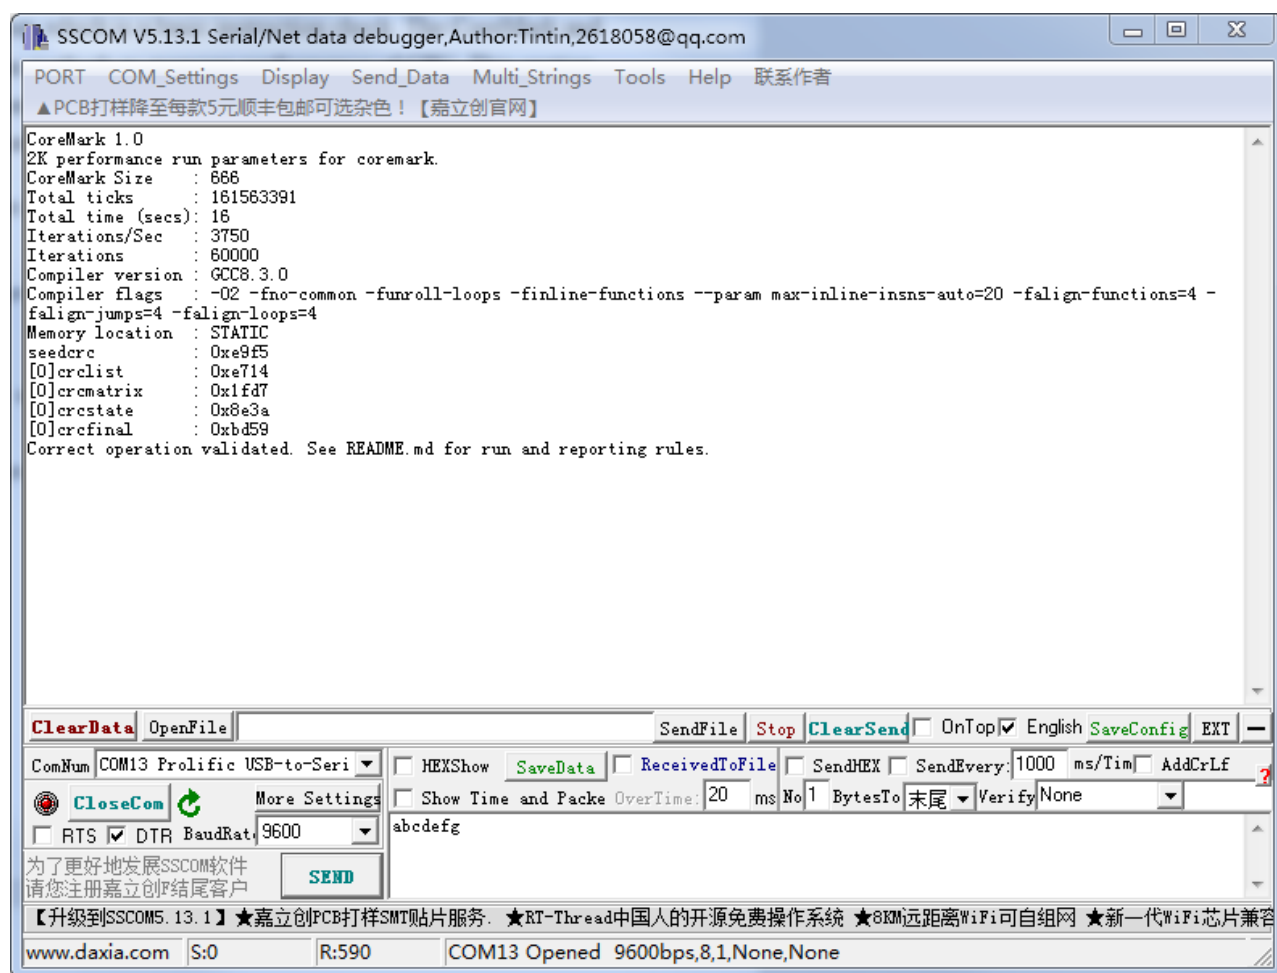 SSCOM V5.13.1 Serial/Net data debugger,Author:Tintin,2618058@qq.com
PORT COM_Settings Display Send_Data Multi_Strings Tools Help 联系作者
▲PCB打样降至每款5元顺丰包邮可选杂色！【嘉立创官网】
CoreMark 1.0
2K performance run parameters for coremark.
CoreMark Size : 666
Total ticks : 161563391
Total time (secs): 16
Iterations/Sec : 3750
Iterations : 60000
Compiler version : GCC8.3.0
Compiler flags : -O2 -fno-common -funroll-loops -finline-functions --param max-inline-insns-auto=20 -falign-functions=4 -
falign-jumps=4 -falign-loops=4
Memory location : STATIC
seedcrc : 0xe9f5
[0]crclist : 0xe714
[0]crcmatrix : 0x1fd7
[0]crcstate : 0x8e3a
[0]crcfinal : 0xbd59
Correct operation validated. See README.md for run and reporting rules.
ClearData OpenFile SendFile Stop ClearSend OnTop English SaveConfig EXT —
ComNum COM13 Prolific USB-to-Seri HEXShow SaveData ReceivedToFile SendHEX SendEvery: 1000 ms/Tim AddCrLf
CloseCom More Settings Show Time and Packe OverTime: 20 ms No 1 BytesTo 末尾 Verify None ?
RTS DTR BaudRat 9600 abcdefg
为了更好地发展SSCOM软件
请您注册嘉立创F结尾客户 SEND
【升级到SSCOM5.13.1】★嘉立创PCB打样SMT贴片服务. ★RT-Thread中国人的开源免费操作系统 ★8KM远距离WiFi可自组网 ★新一代WiFi芯片兼容
www.daxia.com S:0 R:590 COM13 Opened 9600bps,8,1,None,None